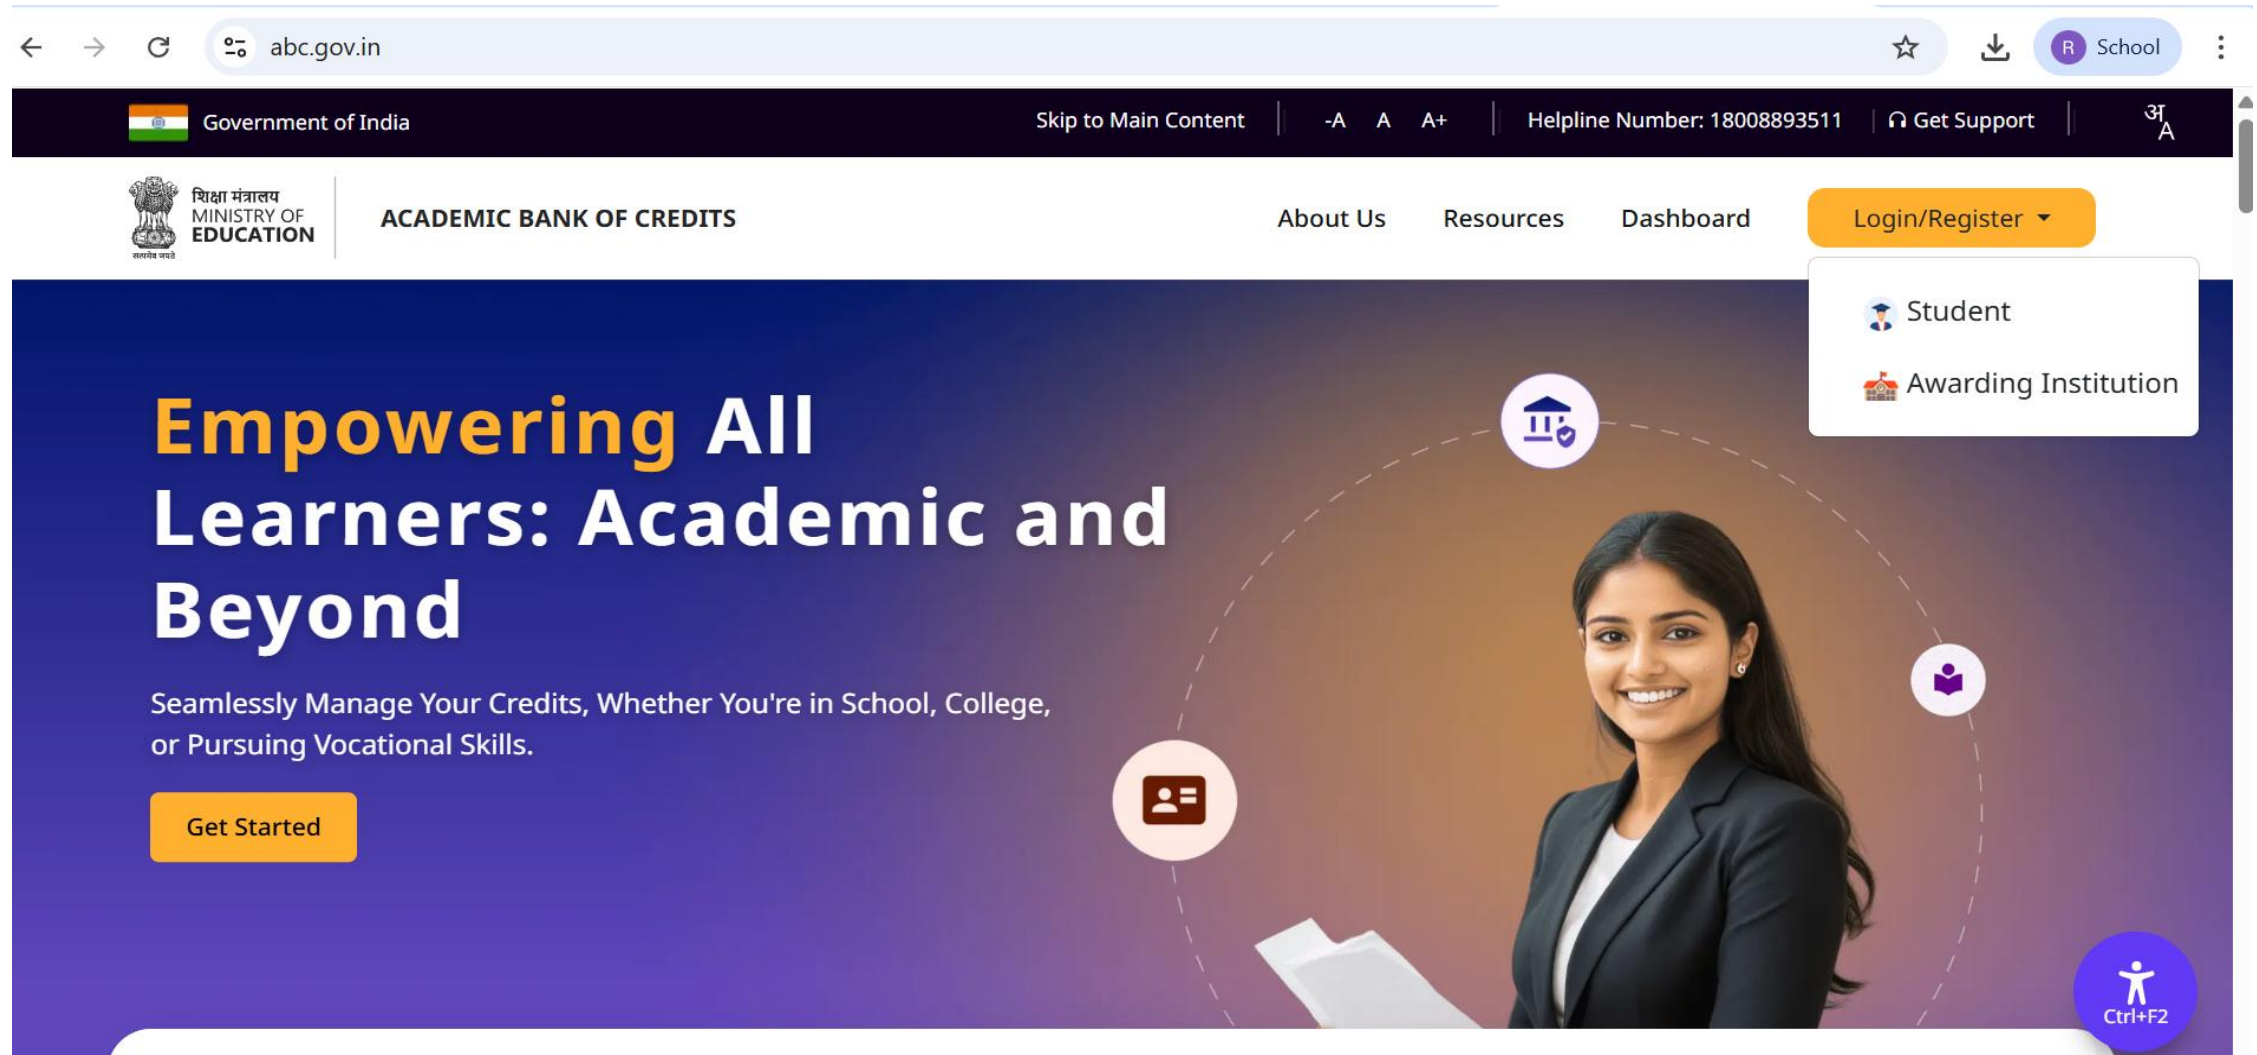 abc.gov.in
R School
Government of India
Skip to Main Content
-A A A+
Helpline Number: 18008893511
Get Support
अ A
शिक्षा मंत्रालय
MINISTRY OF
EDUCATION
सत्यमेव जयते
ACADEMIC BANK OF CREDITS
About Us
Resources
Dashboard
Login/Register
Student
Awarding Institution
Empowering All
Learners: Academic and
Beyond
Seamlessly Manage Your Credits, Whether You're in School, College,
or Pursuing Vocational Skills.
Get Started
Ctrl+F2